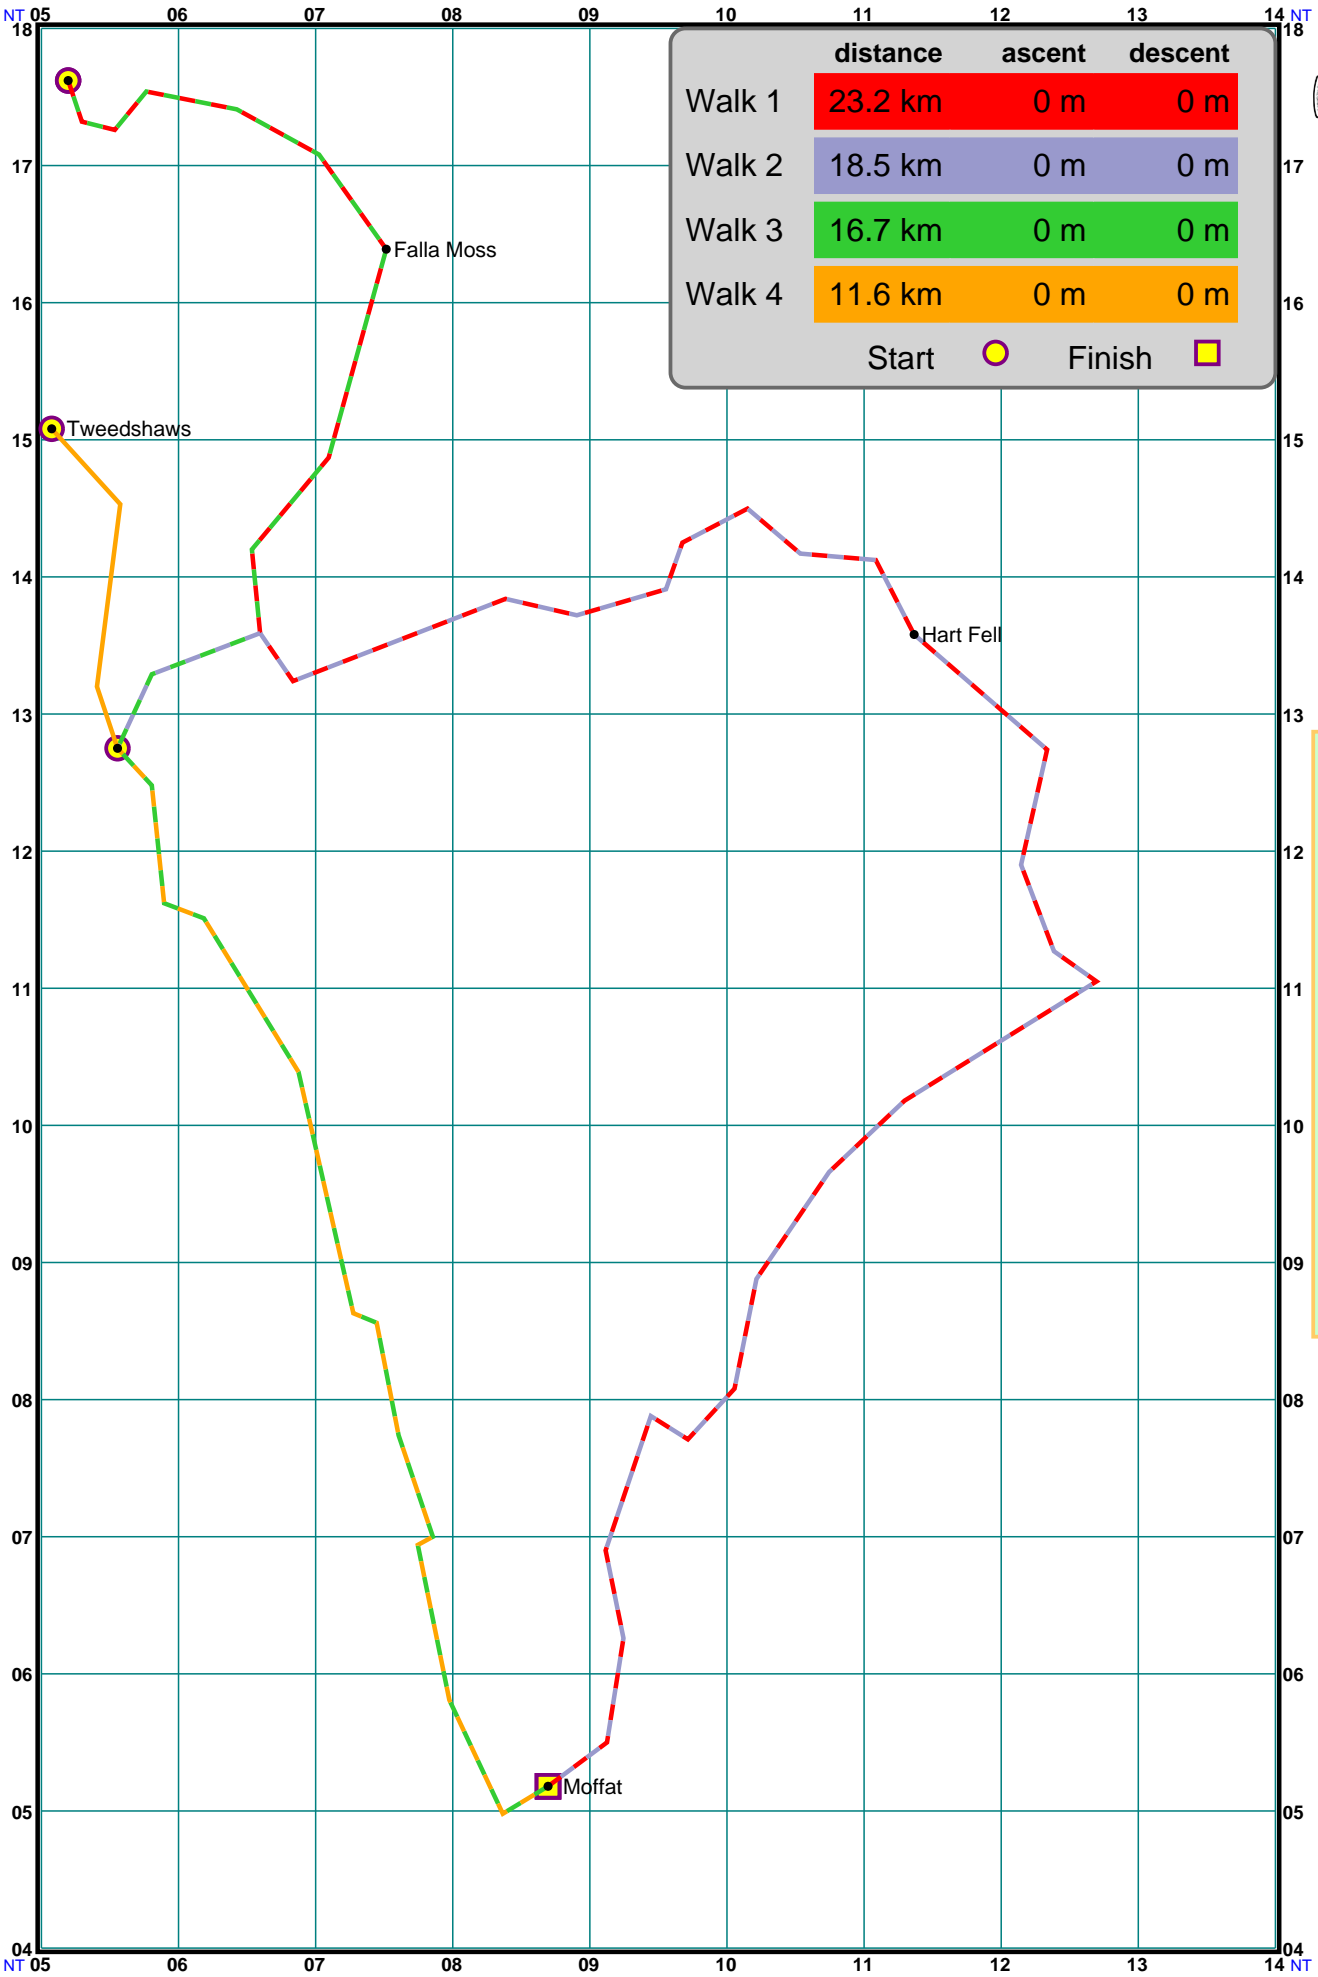 NT 05 06 07 08 09 10 11 12 13 14 NT
18 18
distance ascent descent
Walk 1 23.2 km 0 m 0 m
17 17
Walk 2 18.5 km 0 m 0 m
Walk 3 16.7 km 0 m 0 m
Falla Moss
16 16
Walk 4 11.6 km 0 m 0 m
Start Finish
Tweedshaws
15 15
14 14
Hart Fell
13 13
12 12
11 11
10 10
09 09
08 08
07 07
06 06
Moffat
05 05
04 04
NT 05 06 07 08 09 10 11 12 13 14 NT